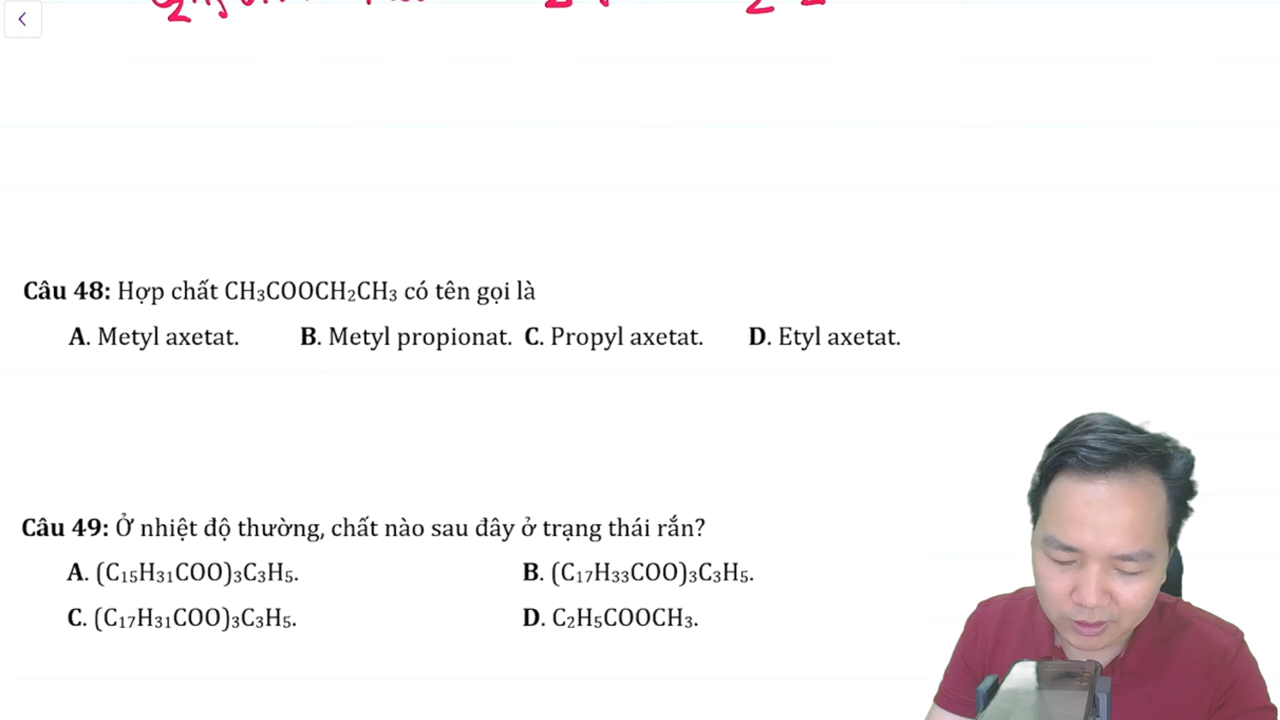 Câu 48: Hợp chất CH₃COOCH₂CH₃ có tên gọi là
A. Metyl axetat. B. Metyl propionat. C. Propyl axetat. D. Etyl axetat.
Câu 49: Ở nhiệt độ thường, chất nào sau đây ở trạng thái rắn?
A. (C₁₅H₃₁COO)₃C₃H₅. B. (C₁₇H₃₃COO)₃C₃H₅.
C. (C₁₇H₃₁COO)₃C₃H₅. D. C₂H₅COOCH₃.